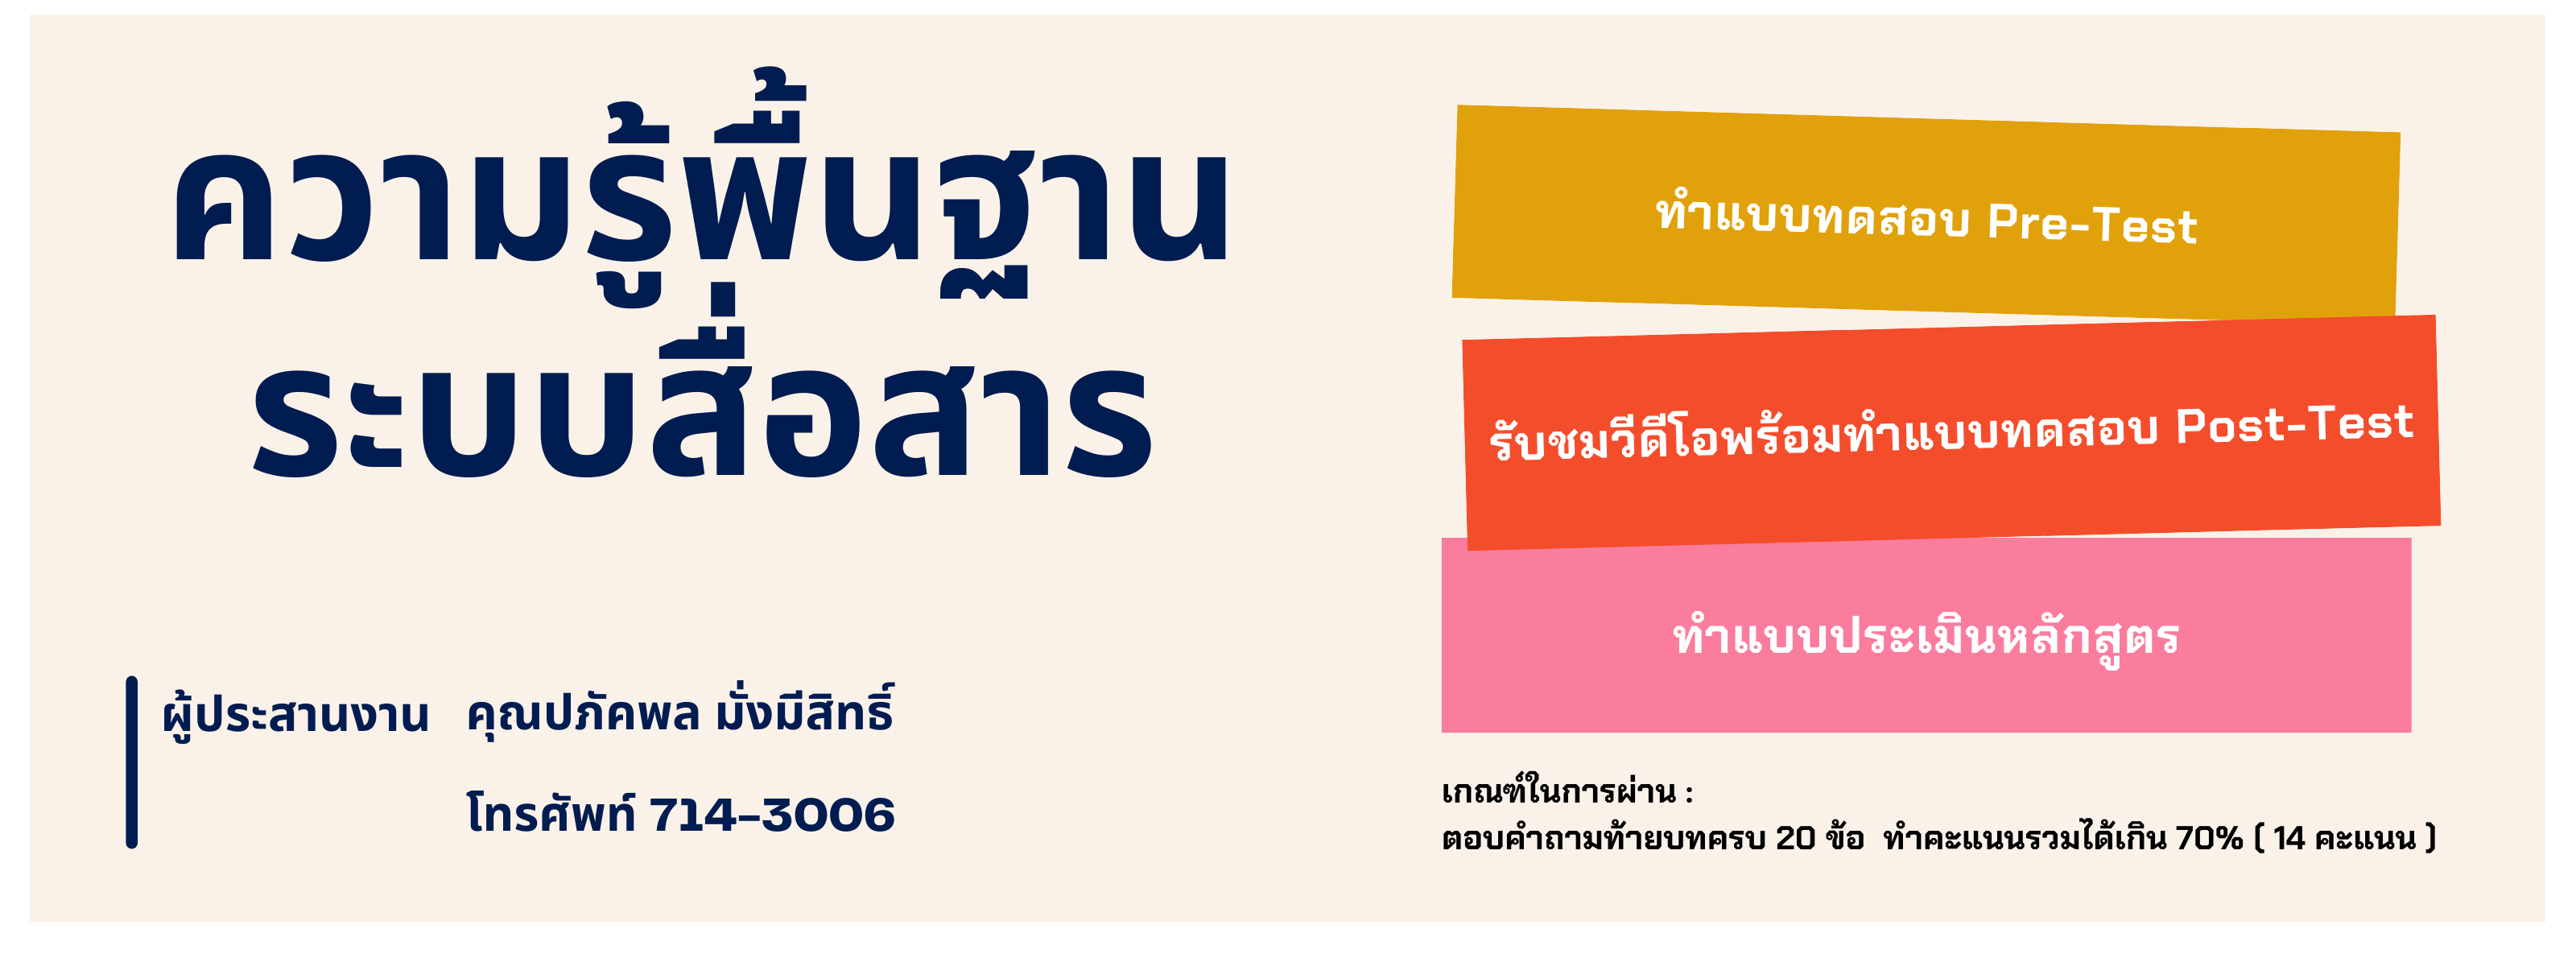 ความรู้พื้นฐาน
ระบบสื่อสาร
ผู้ประสานงาน คุณปภัคพล มั่งมีสิทธิ์
โทรศัพท์ 714-3006
ทำแบบทดสอบ Pre-Test
รับชมวีดีโอพร้อมทำแบบทดสอบ Post-Test
ทำแบบประเมินหลักสูตร
เกณฑ์ในการผ่าน :
ตอบคำถามท้ายบทครบ 20 ข้อ ทำคะแนนรวมได้เกิน 70% ( 14 คะแนน )